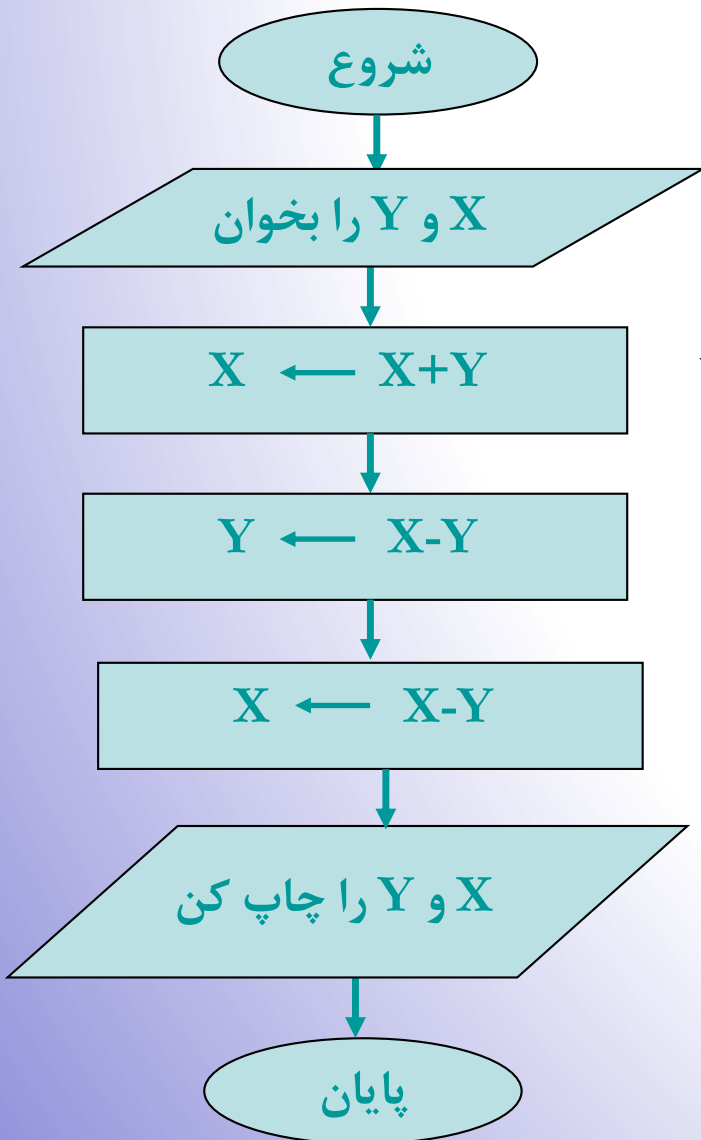 شروع
X و Y را بخوان
X ← X+Y
Y ← X-Y
X ← X-Y
X و Y را چاپ کن
پایان